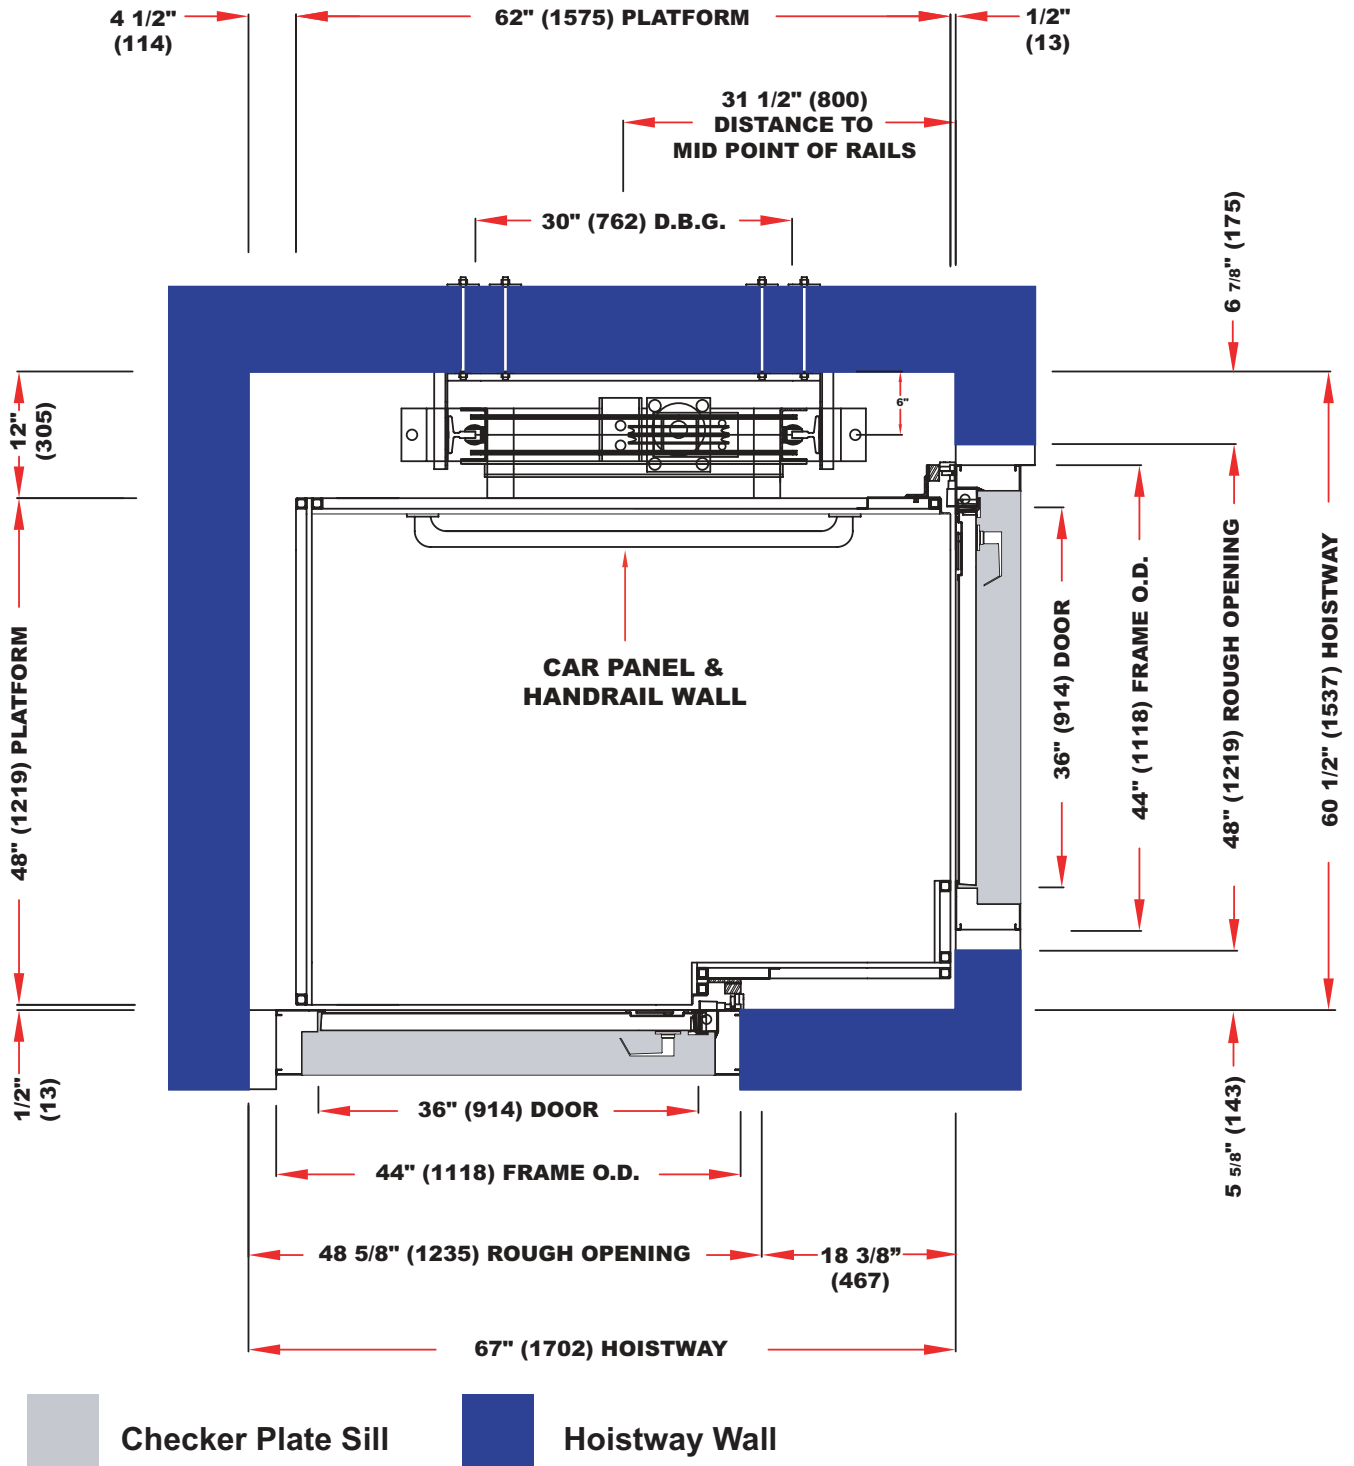 4 1/2"
(114)
62" (1575) PLATFORM
1/2"
(13)
31 1/2" (800)
DISTANCE TO
MID POINT OF RAILS
30" (762) D.B.G.
6 7/8" (175)
12"
(305)
6"
48" (1219) PLATFORM
CAR PANEL &
HANDRAIL WALL
36" (914) DOOR
44" (1118) FRAME O.D.
48" (1219) ROUGH OPENING
60 1/2" (1537) HOISTWAY
1/2"
(13)
5 5/8" (143)
36" (914) DOOR
44" (1118) FRAME O.D.
48 5/8" (1235) ROUGH OPENING
18 3/8”
(467)
67" (1702) HOISTWAY
Checker Plate Sill
Hoistway Wall